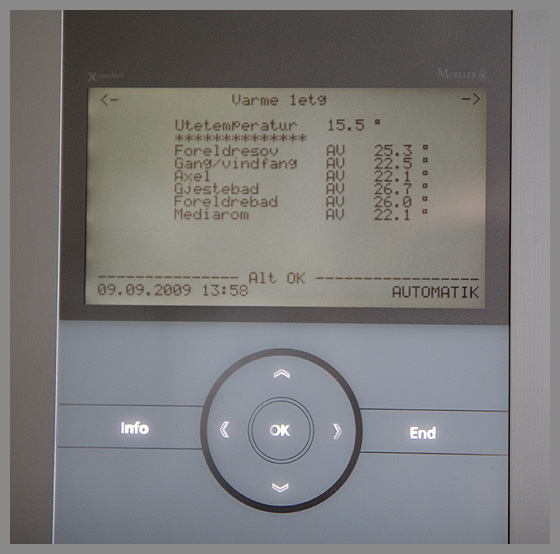 Xcomfort MOELLER
<- Varme 1etg ->
Utetemperatur 15.5 °
**************
Foreldresov AV 25.3 °
Gang/vindfang AV 22.5 °
Axel AV 22.1 °
Gjestebad AV 26.7 °
Foreldrebad AV 26.0 °
Mediarom AV 22.1 °
--------------- Alt OK -----------------
09.09.2009 13:58 AUTOMATIK
Info OK End